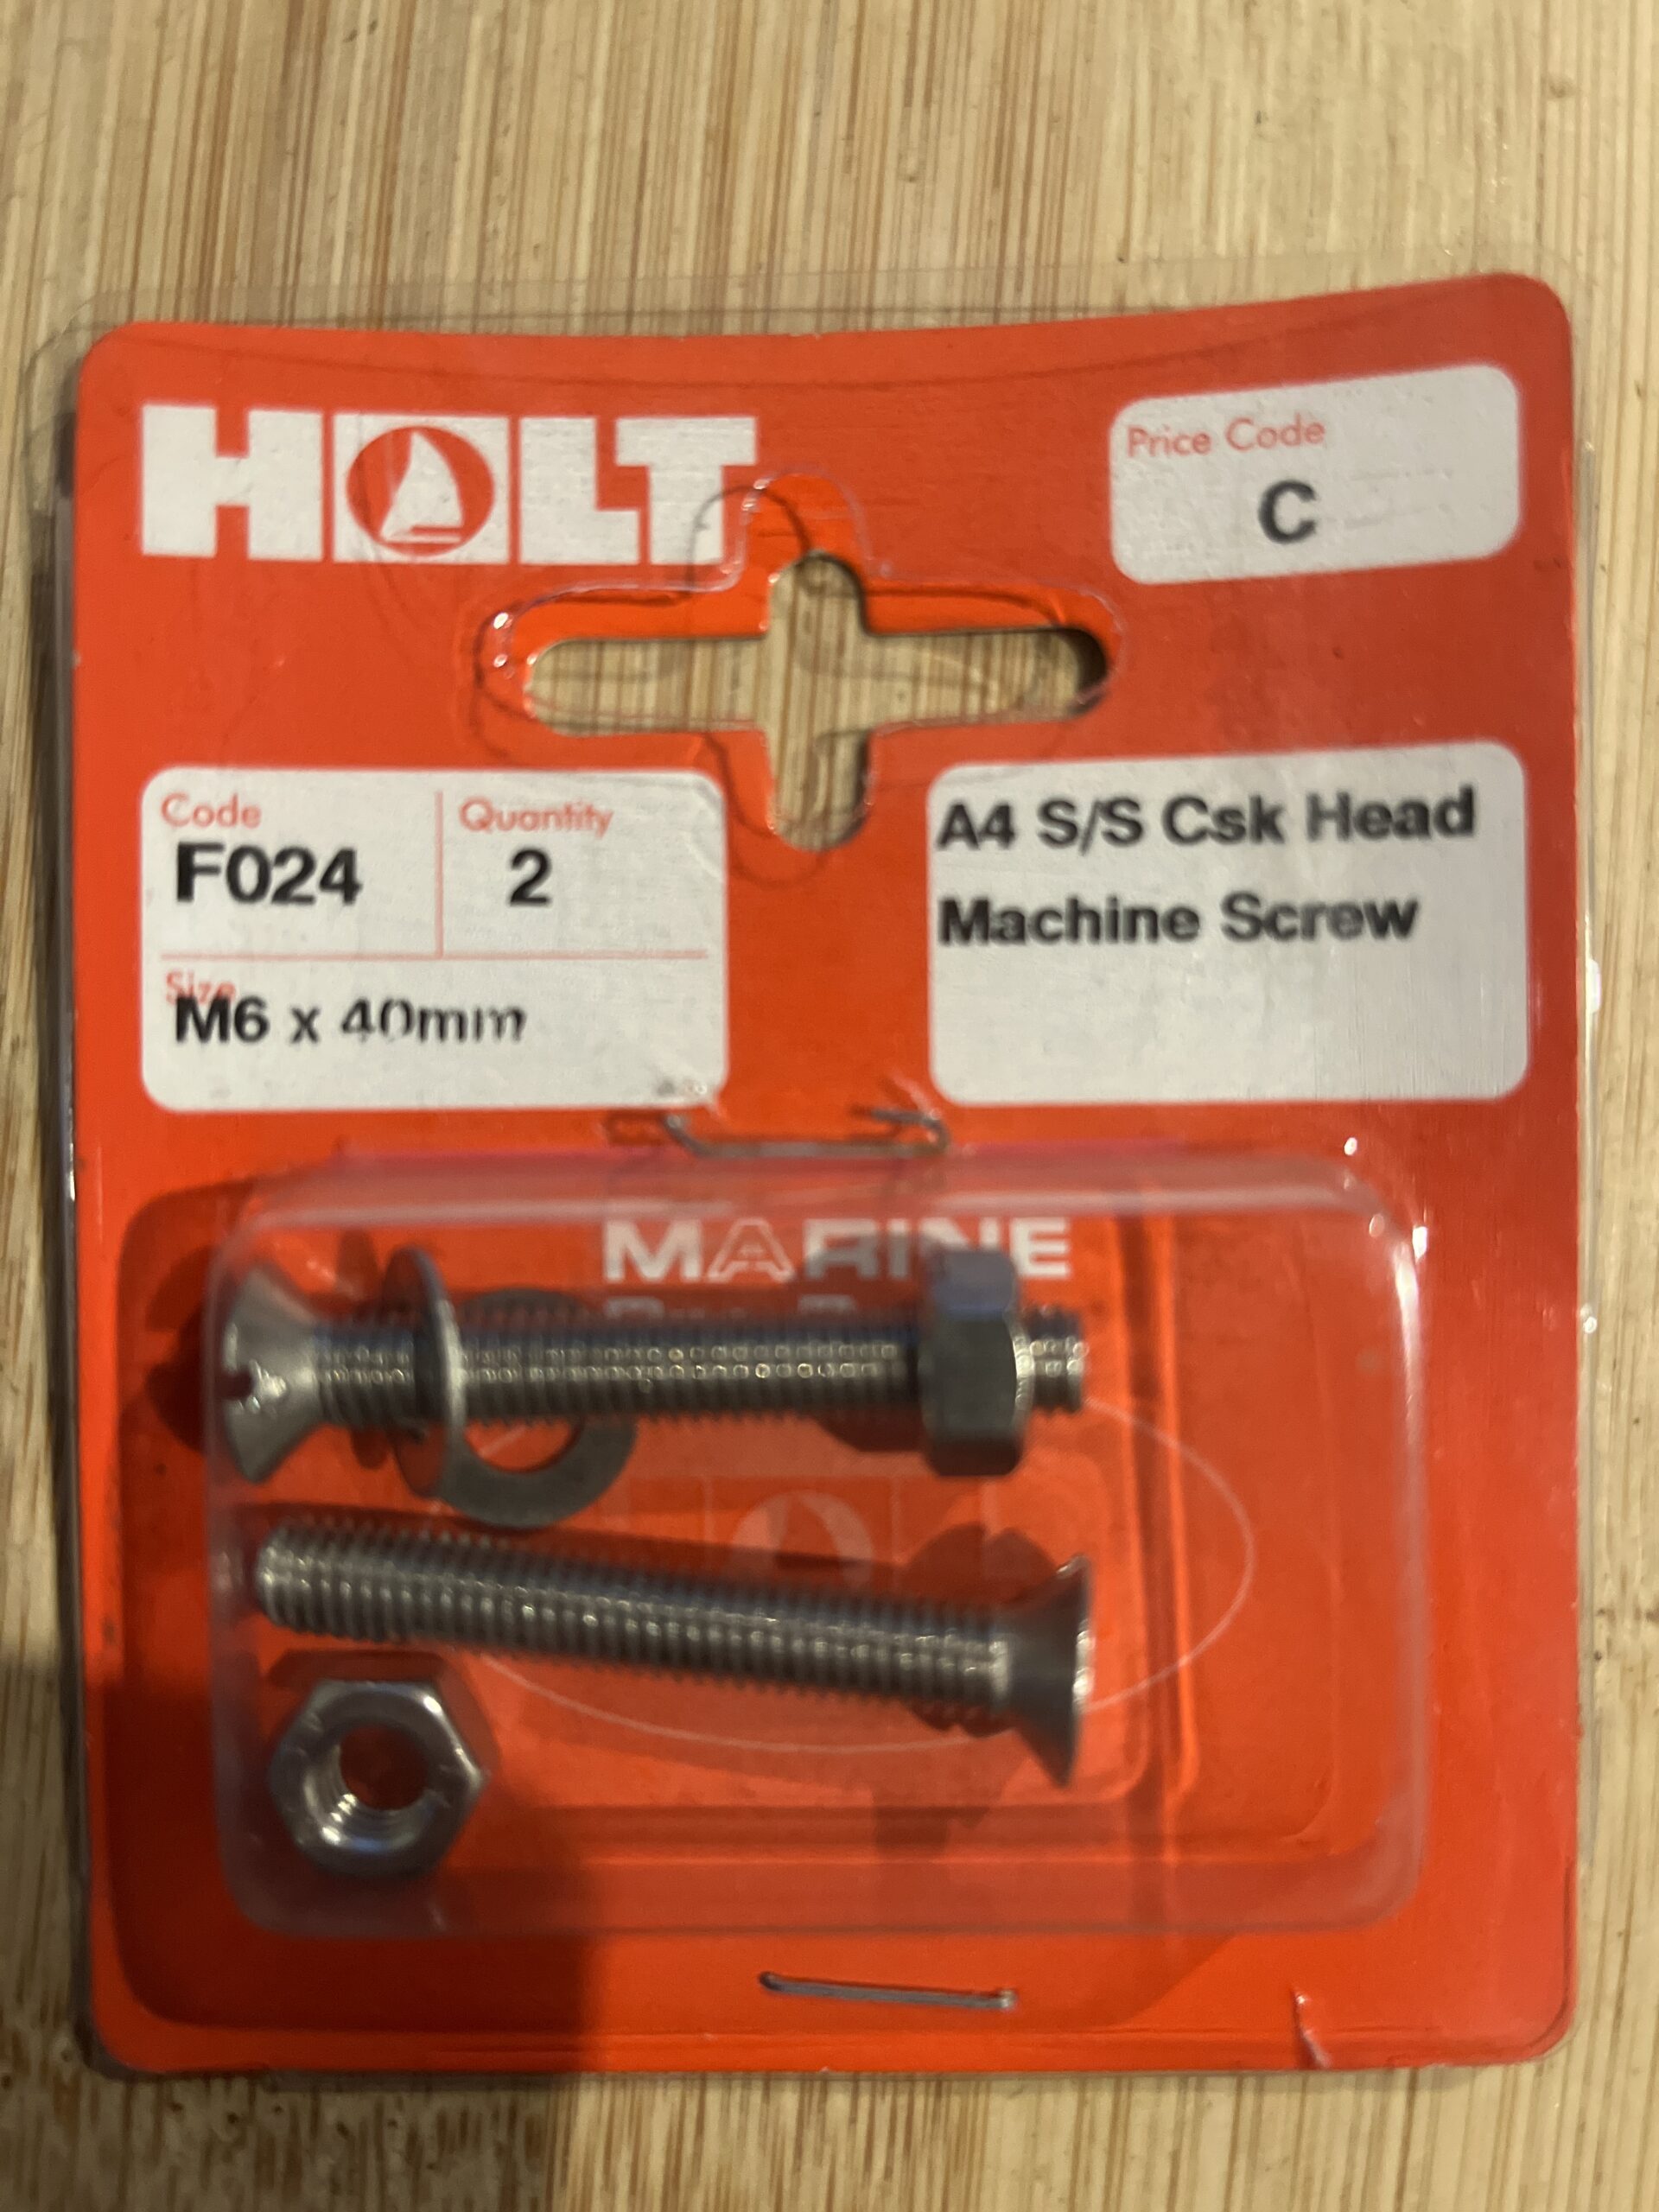 HOLT
Price Code
C
Code
F024
Quantity
2
Size
M6 x 40mm
A4 S/S Csk Head
Machine Screw
MARINE